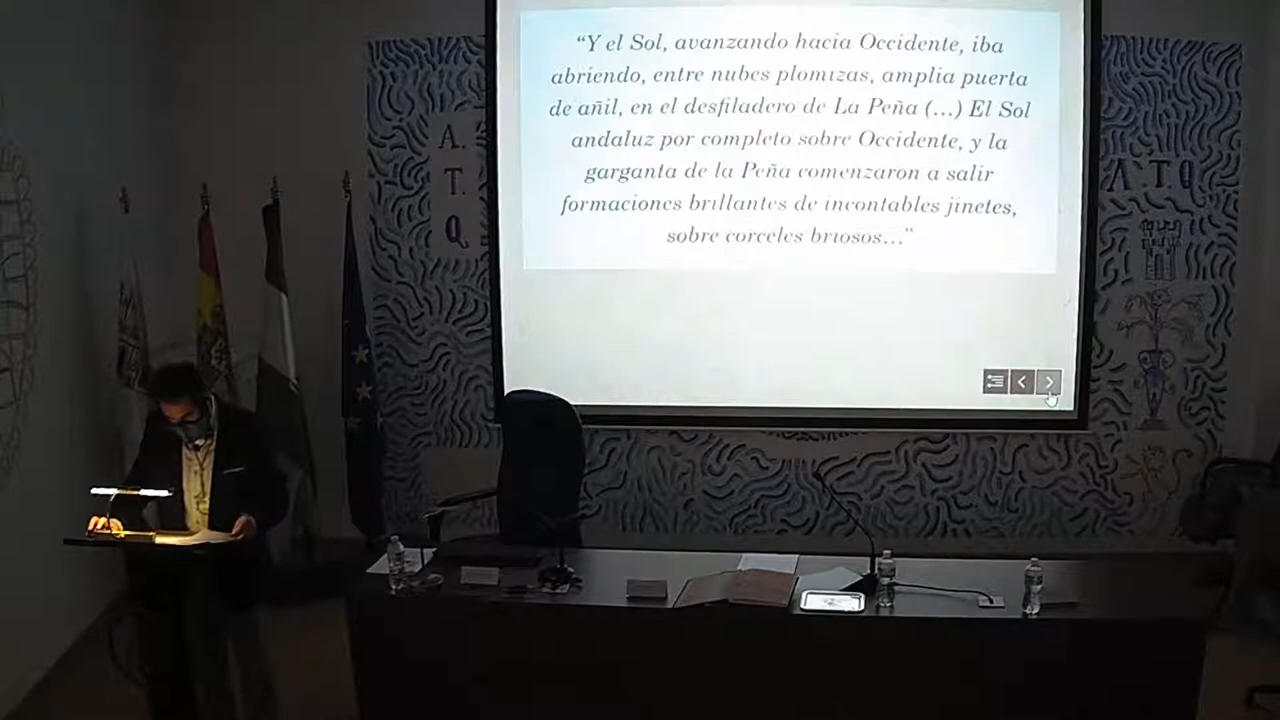 “Y el Sol, avanzando hacia Occidente, iba
abriendo, entre nubes plomizas, amplia puerta
de añil, en el desfiladero de La Peña (...) El Sol
andaluz por completo sobre Occidente, y la
garganta de la Peña comenzaron a salir
formaciones brillantes de incontables jinetes,
sobre corceles briosos...”
A.
T.
Q.
A.T.Q